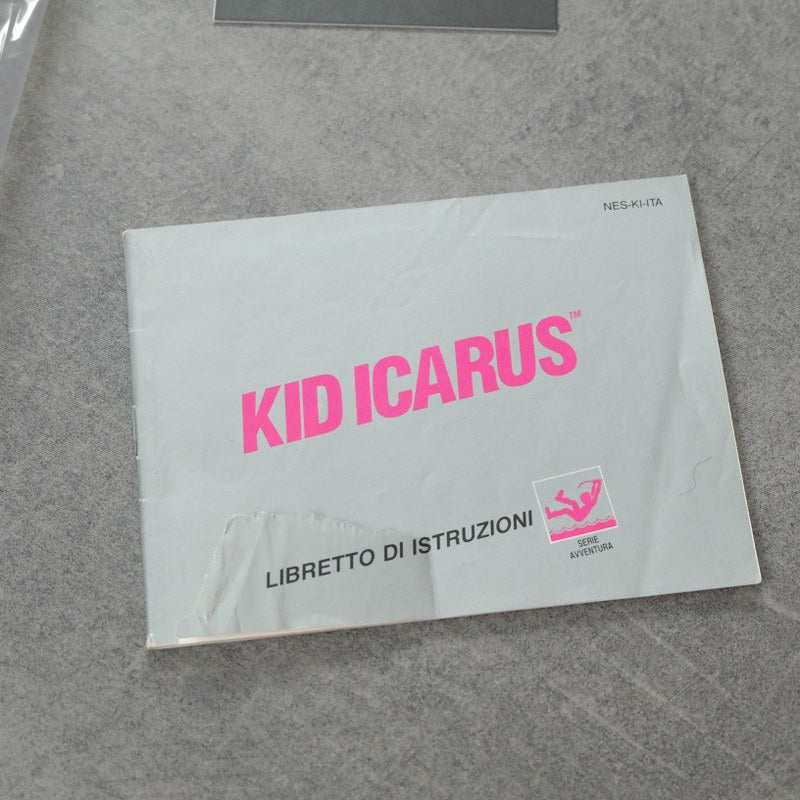 NES-KI-ITA
KID ICARUS™
LIBRETTO DI ISTRUZIONI
SERIE
AVVENTURA